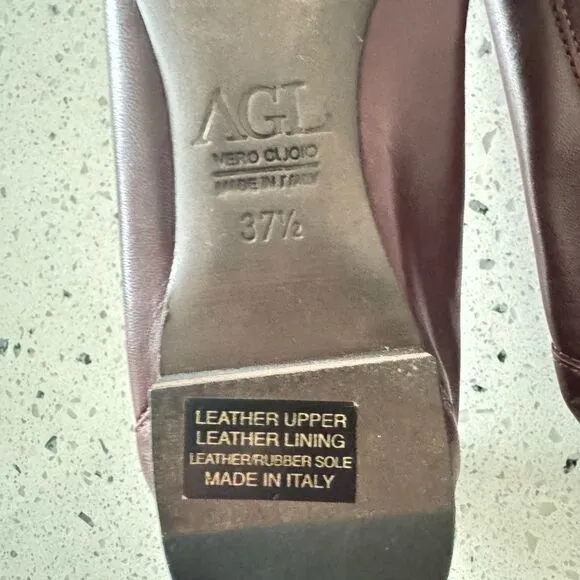 AGL
VERO CUOIO
MADE IN ITALY
37½
LEATHER UPPER
LEATHER LINING
LEATHER/RUBBER SOLE
MADE IN ITALY